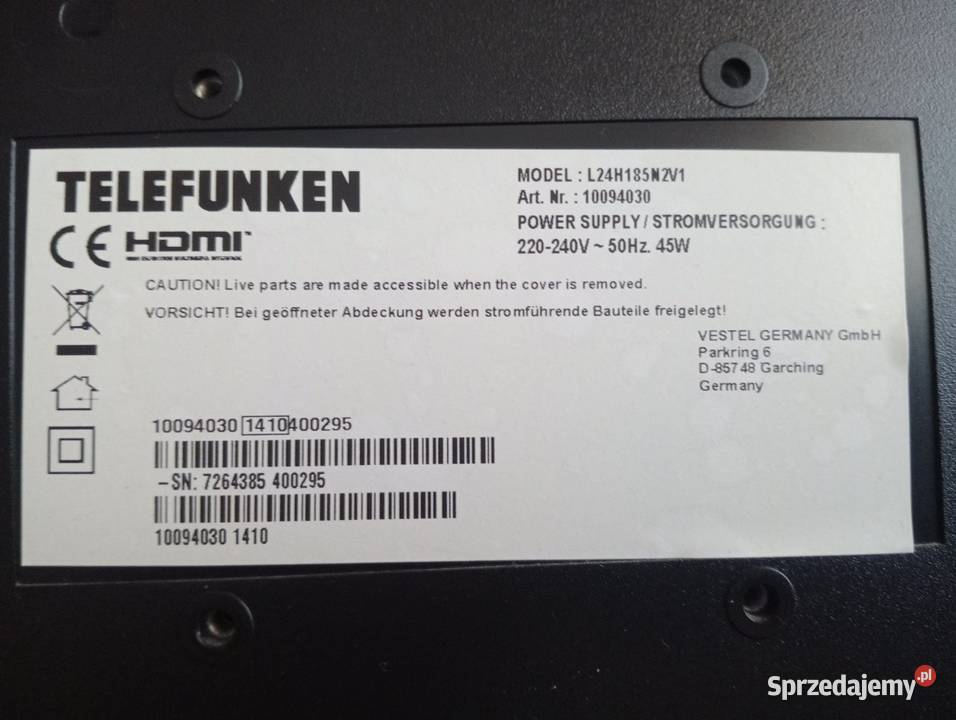 TELEFUNKEN
CE HDMI
MODEL : L24H185N2V1
Art. Nr. : 10094030
POWER SUPPLY / STROMVERSORGUNG :
220-240V ~ 50Hz. 45W
CAUTION! Live parts are made accessible when the cover is removed.
VORSICHT! Bei geöffneter Abdeckung werden stromführende Bauteile freigelegt!
VESTEL GERMANY GmbH
Parkring 6
D-85748 Garching
Germany
10094030 1410400295
-SN: 7264385 400295
10094030 1410
Sprzedajemy.pl